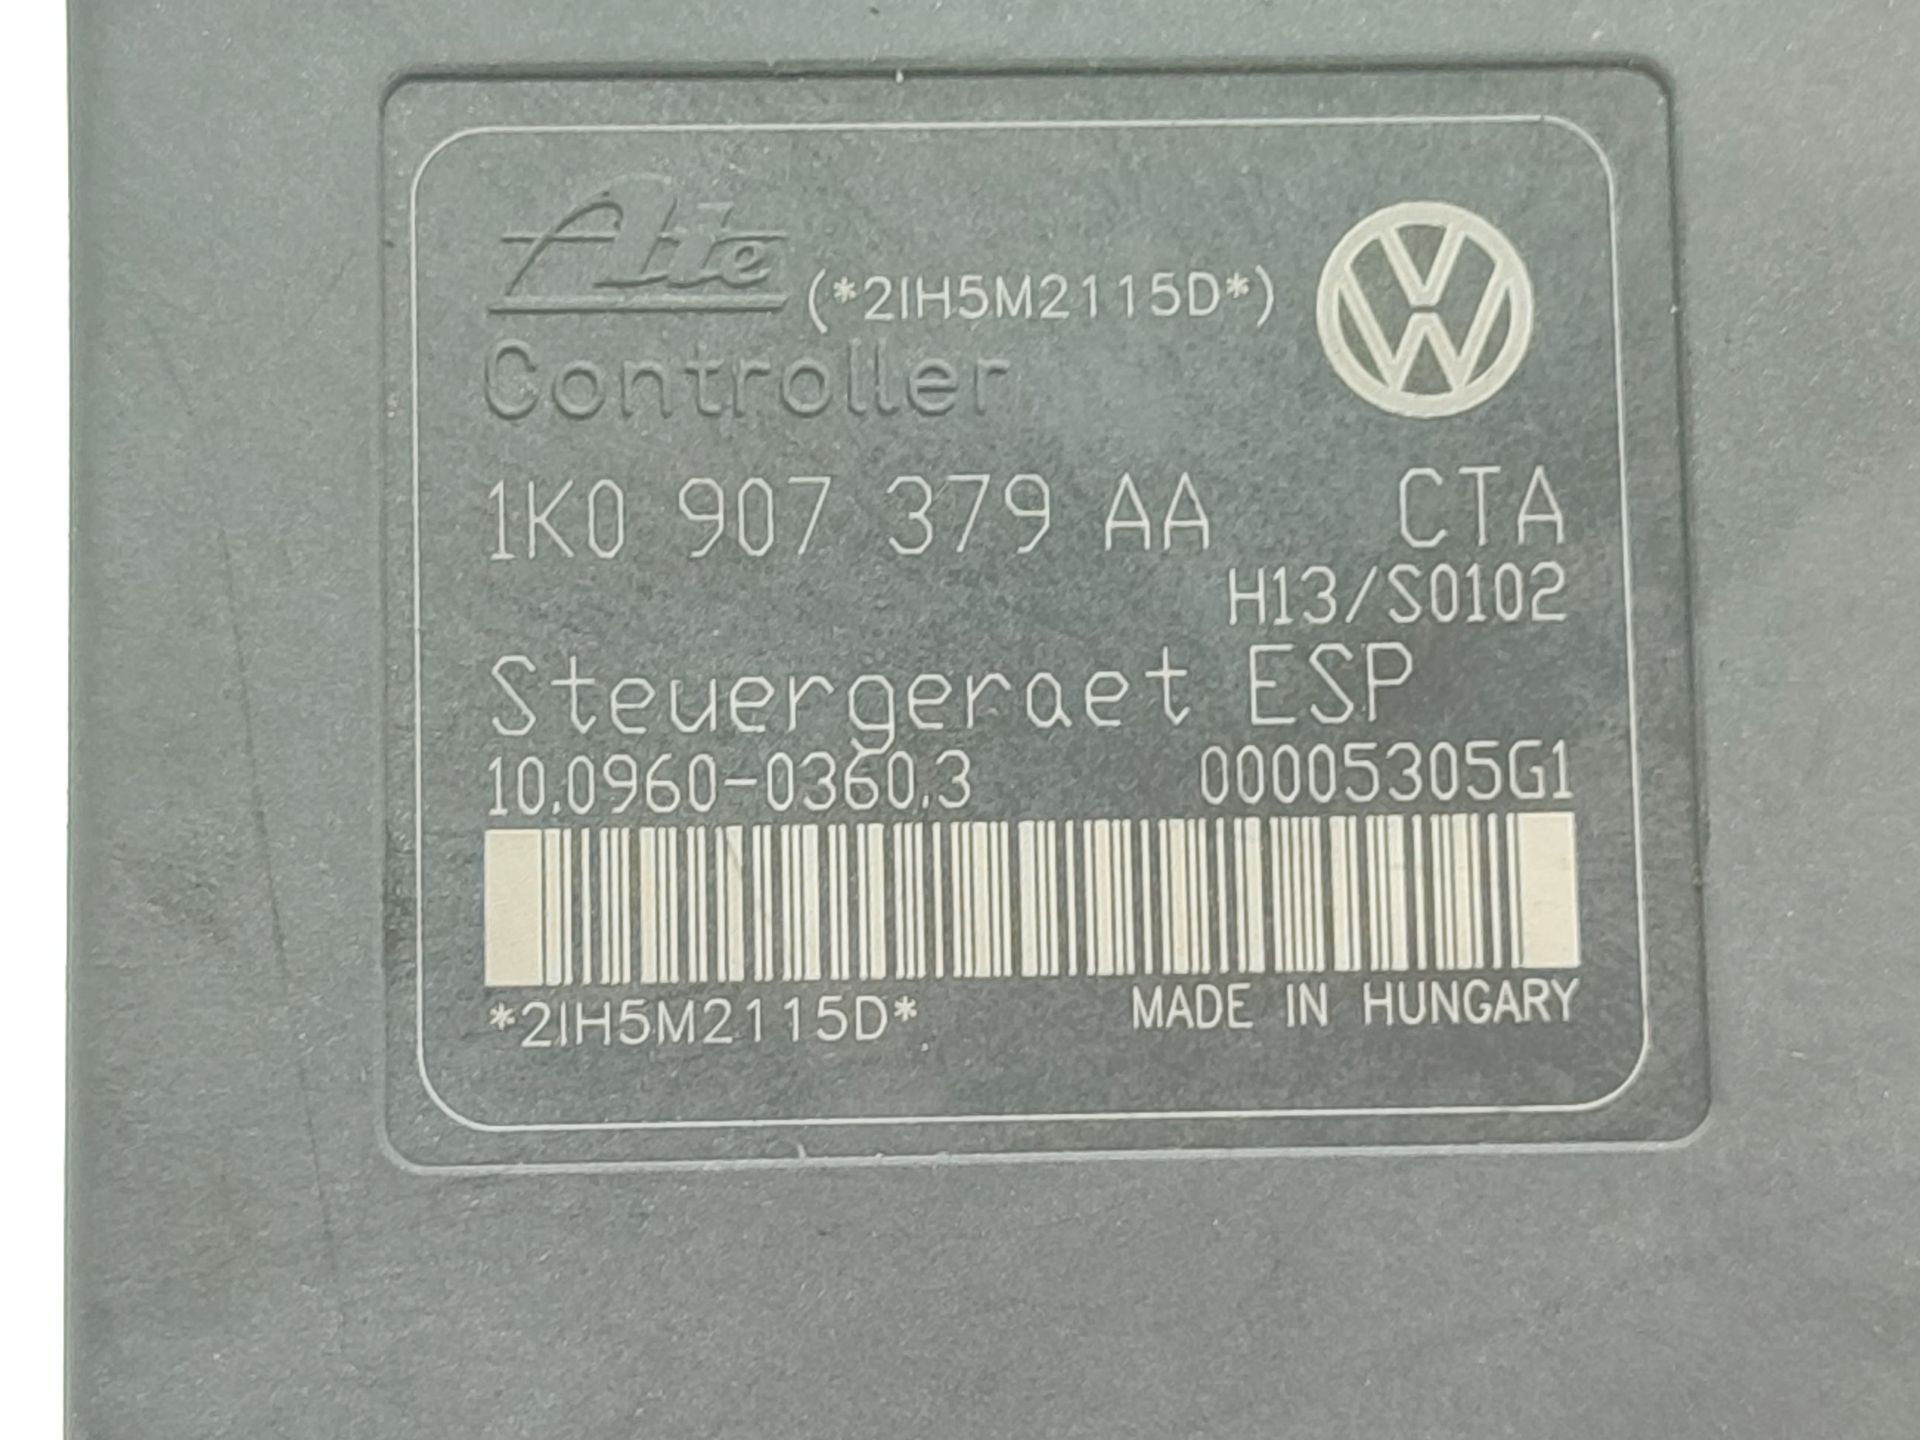 Ate (*2IH5M2115D*)
Controller
1K0 907 379 AA CTA
H13/S0102
Steuergeraet ESP
10.0960-0360.3 00005305G1
*2IH5M2115D* MADE IN HUNGARY